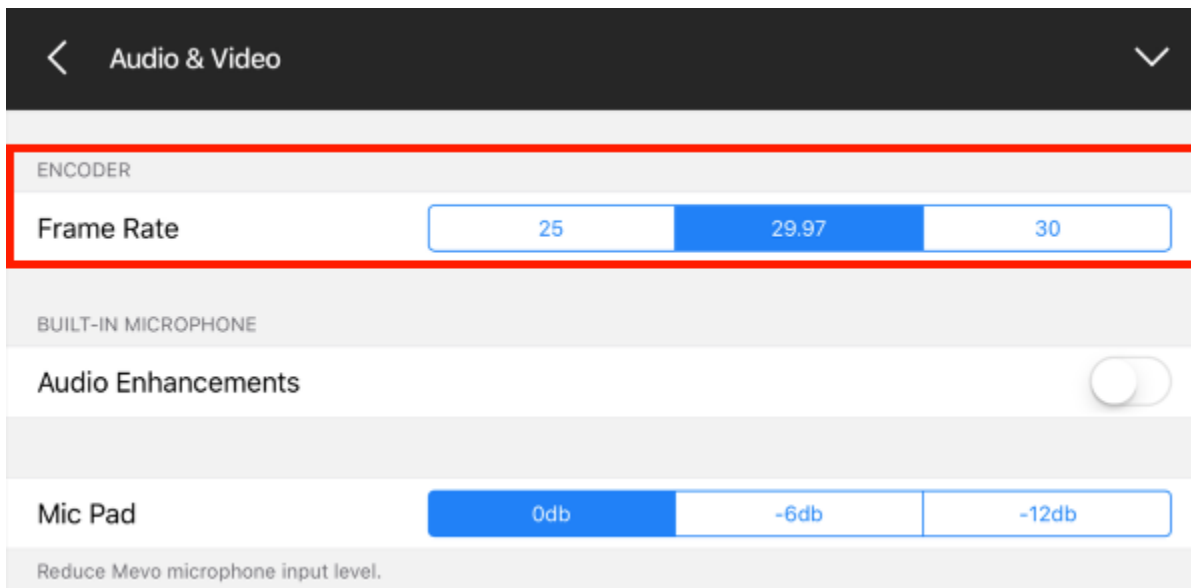 Audio & Video
ENCODER
Frame Rate 25 29.97 30
BUILT-IN MICROPHONE
Audio Enhancements
Mic Pad 0db -6db -12db
Reduce Mevo microphone input level.